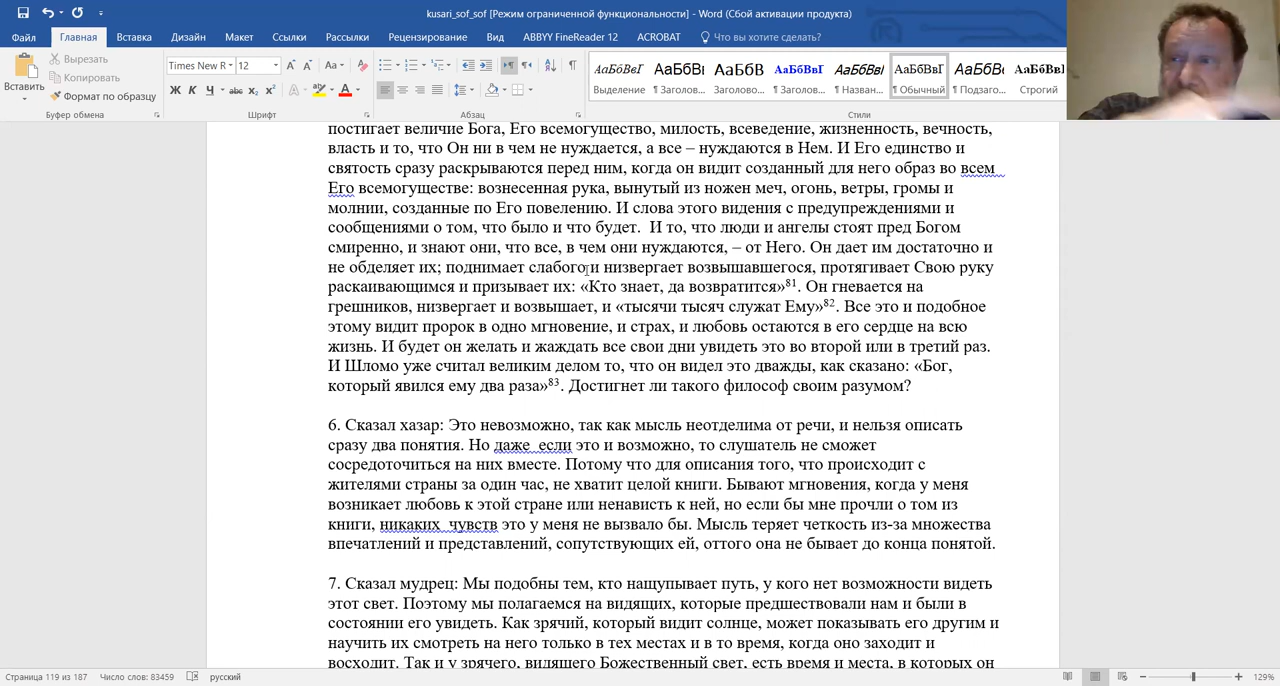 kusari_sof_sof [Режим ограниченной функциональности] - Word (Сбой активации продукта)
Файл Главная Вставка Дизайн Макет Ссылки Рассылки Рецензирование Вид ABBYY FineReader 12 ACROBAT Что вы хотите сделать?
Вставить
Вырезать
Копировать
Формат по образцу
Буфер обмена
Times New R 12
Ж К Ч abc x₂ x²
Шрифт
Абзац
АаБбВвГ АаБбВı АаБбВ АаБбВвГ АаБбВвı АаБбВвГ АаБбВ АаБбВвı
Выделение ¶ Заголов... Заголово... ¶ Заголов... ¶ Назван... ¶ Обычный ¶ Подзаго... Строгий
Стили
постигает величие Бога, Его всемогущество, милость, всеведение, жизненность, вечность,
власть и то, что Он ни в чем не нуждается, а все – нуждаются в Нем. И Его единство и
святость сразу раскрываются перед ним, когда он видит созданный для него образ во всем
Его всемогуществе: вознесенная рука, вынутый из ножен меч, огонь, ветры, громы и
молнии, созданные по Его повелению. И слова этого видения с предупреждениями и
сообщениями о том, что было и что будет.  И то, что люди и ангелы стоят пред Богом
смиренно, и знают они, что все, в чем они нуждаются, – от Него. Он дает им достаточно и
не обделяет их; поднимает слабого и низвергает возвышавшегося, протягивает Свою руку
раскаивающимся и призывает их: «Кто знает, да возвратится»⁸¹. Он гневается на
грешников, низвергает и возвышает, и «тысячи тысяч служат Ему»⁸². Все это и подобное
этому видит пророк в одно мгновение, и страх, и любовь остаются в его сердце на всю
жизнь. И будет он желать и жаждать все свои дни увидеть это во второй или в третий раз.
И Шломо уже считал великим делом то, что он видел это дважды, как сказано: «Бог,
который явился ему два раза»⁸³. Достигнет ли такого философ своим разумом?
6. Сказал хазар: Это невозможно, так как мысль неотделима от речи, и нельзя описать
сразу два понятия. Но даже  если это и возможно, то слушатель не сможет
сосредоточиться на них вместе. Потому что для описания того, что происходит с
жителями страны за один час, не хватит целой книги. Бывают мгновения, когда у меня
возникает любовь к этой стране или ненависть к ней, но если бы мне прочли о том из
книги, никаких  чувств это у меня не вызвало бы. Мысль теряет четкость из-за множества
впечатлений и представлений, сопутствующих ей, оттого она не бывает до конца понятой.
7. Сказал мудрец: Мы подобны тем, кто нащупывает путь, у кого нет возможности видеть
этот свет. Поэтому мы полагаемся на видящих, которые предшествовали нам и были в
состоянии его увидеть. Как зрячий, который видит солнце, может показывать его другим и
научить их смотреть на него только в тех местах и в то время, когда оно заходит и
восходит. Так и у зрячего, видящего Божественный свет, есть время и места, в которых он
Страница 119 из 187 Число слов: 83459 русский 129%